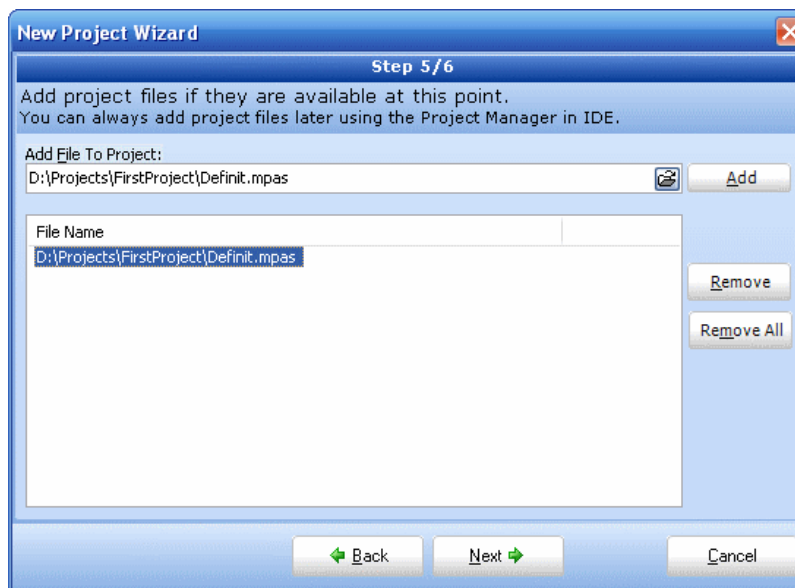 New Project Wizard
Step 5/6
Add project files if they are available at this point.
You can always add project files later using the Project Manager in IDE.
Add File To Project:
D:\Projects\FirstProject\Definit.mpas
Add
File Name
D:\Projects\FirstProject\Definit.mpas
Remove
Remove All
Back
Next
Cancel